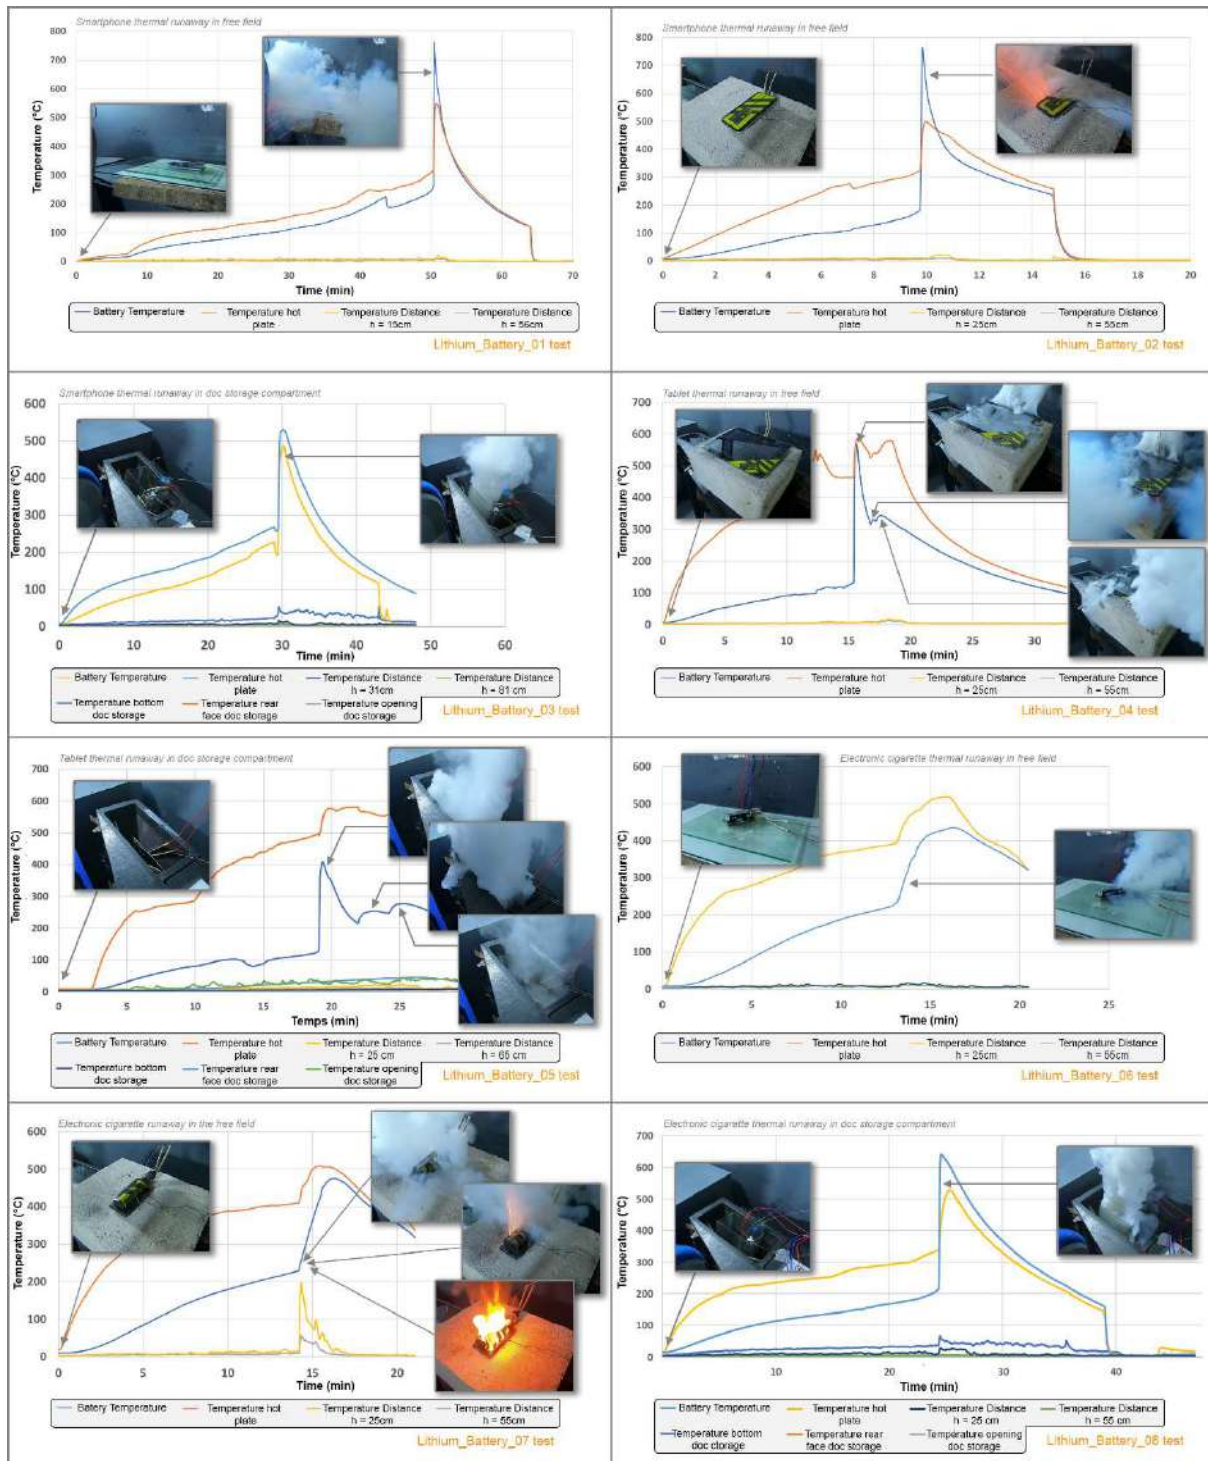 Smartphone thermal runaway in free field
800
700
600
500
400
300
200
100
0
Temperature (°C)
0 10 20 30 40 50 60 70
Time (min)
Battery Temperature Temperature hot plate Temperature Distance h = 15cm Temperature Distance h = 56cm
Lithium_Battery_01 test
Smartphone thermal runaway in free field
800
700
600
500
400
300
200
100
0
Temperature (°C)
0 2 4 6 8 10 12 14 16 18 20
Time (min)
Battery Temperature Temperature hot plate Temperature Distance h = 25cm Temperature Distance h = 55cm
Lithium_Battery_02 test
Smartphone thermal runaway in doc storage compartment
600
500
400
300
200
100
0
Temperature (°C)
0 10 20 30 40 50 60
Time (min)
Battery Temperature Temperature hot plate Temperature Distance h = 31cm Temperature Distance h = 81 cm
Temperature bottom doc storage Temperature rear face doc storage Temperature opening doc storage
Lithium_Battery_03 test
Tablet thermal runaway in free field
700
600
500
400
300
200
100
0
Temperature (°C)
0 5 10 15 20 25 30
Time (min)
Battery Temperature Temperature hot plate Temperature Distance h = 25cm Temperature Distance h = 55cm
Lithium_Battery_04 test
Tablet thermal runaway in doc storage compartment
700
600
500
400
300
200
100
0
Temperature (°C)
0 5 10 15 20 25
Temps (min)
Battery Temperature Temperature hot plate Temperature Distance h = 25 cm Temperature Distance h = 65 cm
Temperature bottom doc storage Temperature rear face doc storage Temperature opening doc storage
Lithium_Battery_05 test
Electronic cigarette thermal runaway in free field
600
500
400
300
200
100
0
Temperature (°C)
0 5 10 15 20 25
Time (min)
Battery Temperature Temperature hot plate Temperature Distance h = 25cm Temperature Distance h = 55cm
Lithium_Battery_06 test
Electronic cigarette runaway in the free field
600
500
400
300
200
100
0
Temperature (°C)
0 5 10 15 20
Time (min)
Batery Temperature Temperature hot plate Temperature Distance h = 25cm Temperature Distance h = 55cm
Lithium_Battery_07 test
Electronic cigarette thermal runaway in doc storage compartment
700
600
500
400
300
200
100
0
Temperature (°C)
10 20 30 40
Time (min)
Battery Temperature Temperature hot plate Temperature Distance h = 25 cm Temperature Distance h = 55 cm
Temperature bottom doc clorage Temperature rear face doc storage Température opening doc storage
Lithium_Battery_08 test